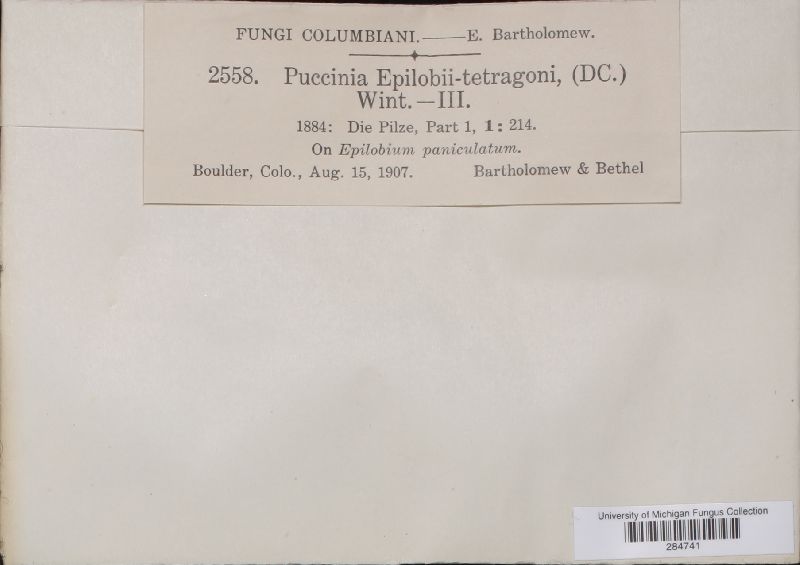 FUNGI COLUMBIANI.——E. Bartholomew.
2558. Puccinia Epilobii-tetragoni, (DC.)
Wint.—III.
1884: Die Pilze, Part 1, 1: 214.
On Epilobium paniculatum.
Boulder, Colo., Aug. 15, 1907. Bartholomew & Bethel
University of Michigan Fungus Collection
284741